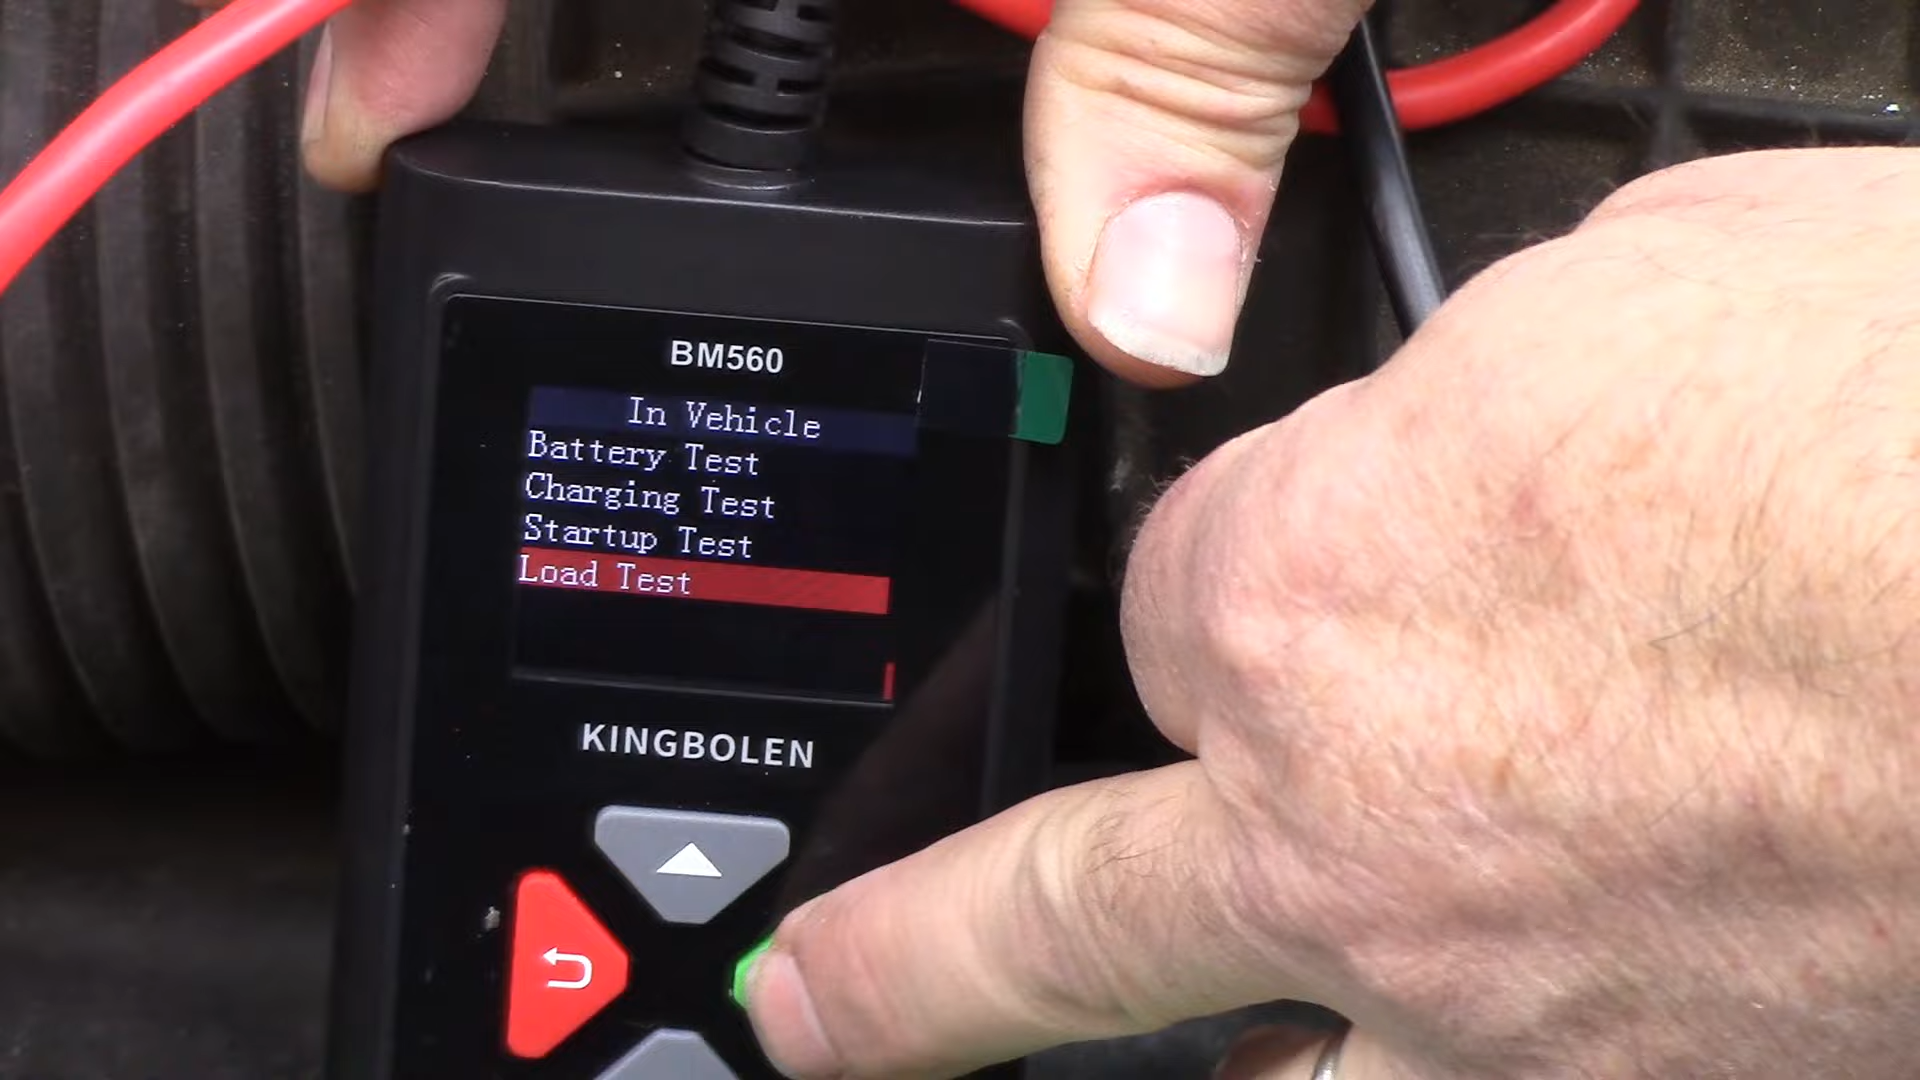 BM560
In Vehicle
Battery Test
Charging Test
Startup Test
Load Test
KINGBOLEN